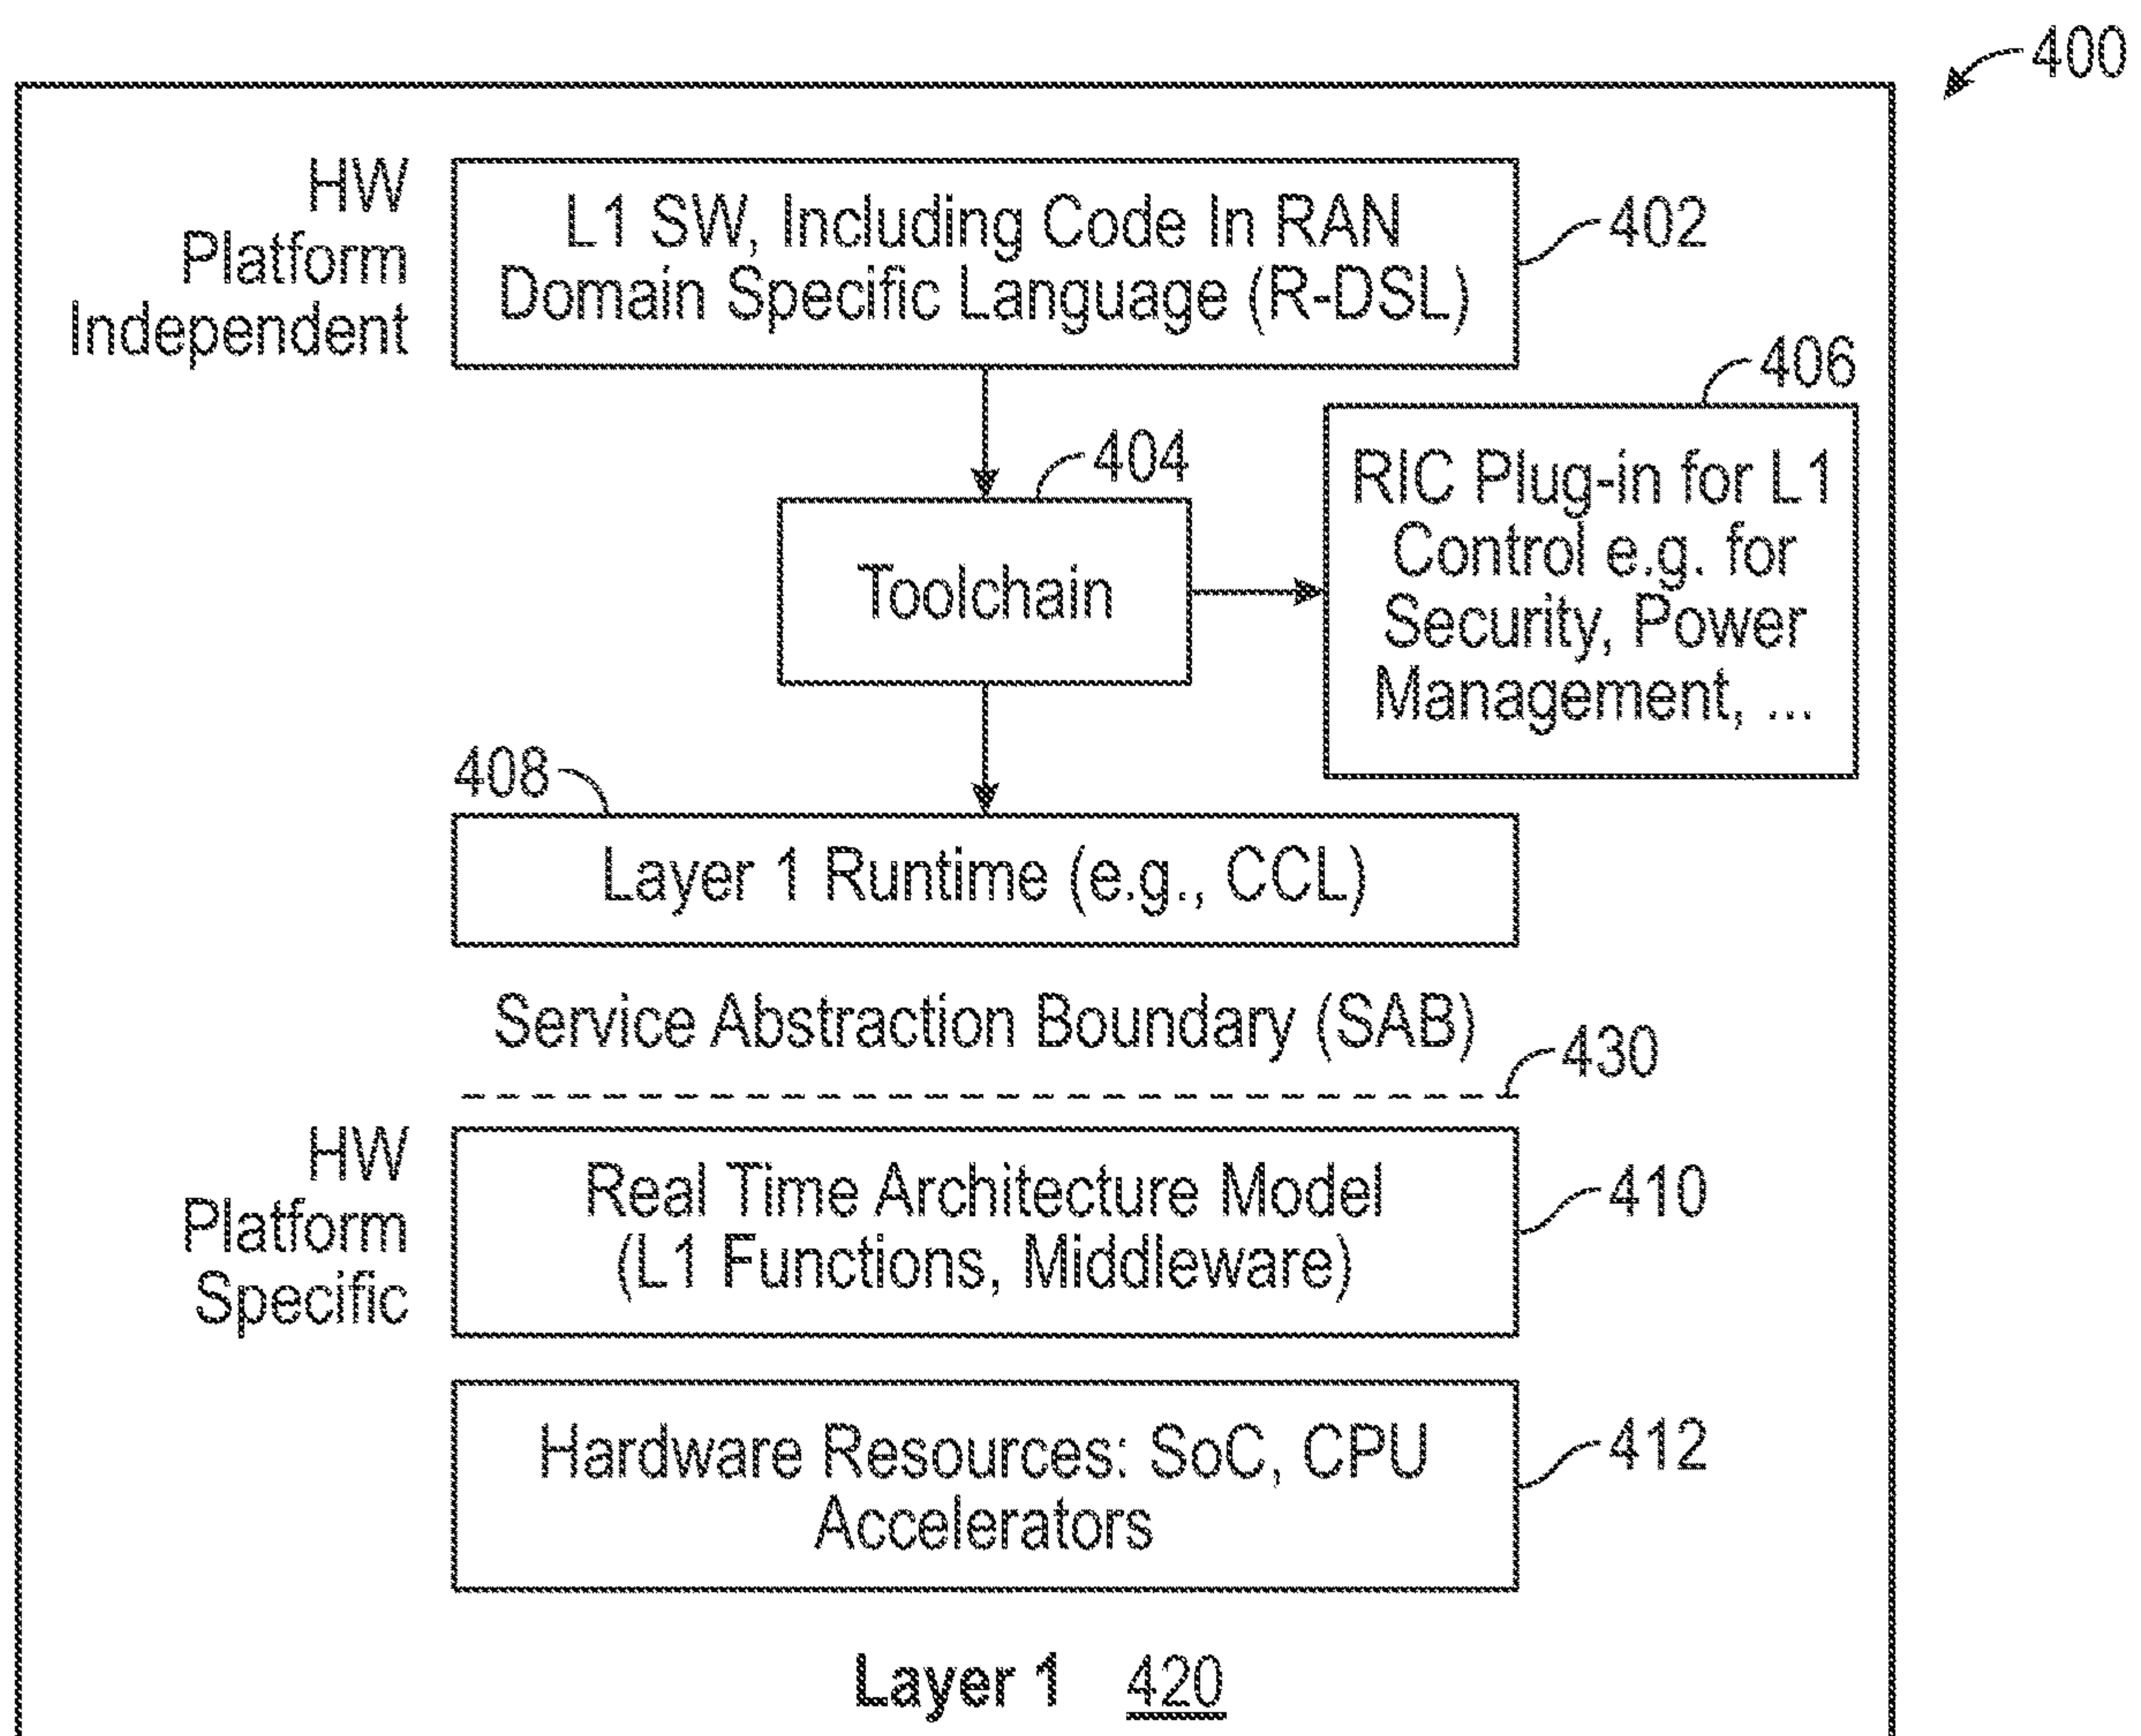 400
HW
Platform
Independent
L1 SW, Including Code In RAN
Domain Specific Language (R-DSL)
402
406
RIC Plug-in for L1
Control e.g. for
Security, Power
Management, ...
404
Toolchain
408
Layer 1 Runtime (e.g., CCL)
Service Abstraction Boundary (SAB)
430
HW
Platform
Specific
Real Time Architecture Model
(L1 Functions, Middleware)
410
Hardware Resources: SoC, CPU
Accelerators
412
Layer 1 420